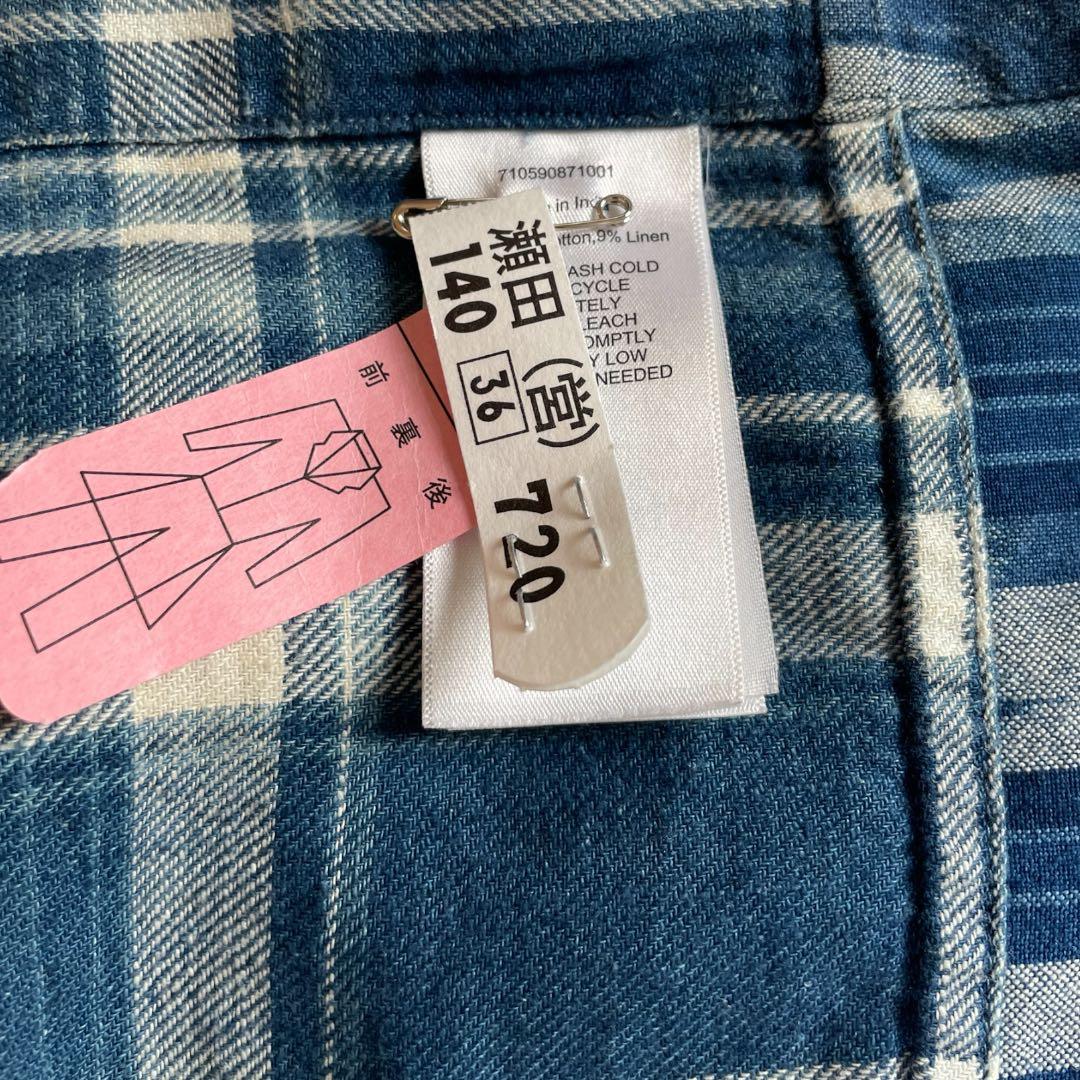 710590871001
in In
tton,9% Linen
ASH COLD
CYCLE
TELY
LEACH
OMPTLY
Y LOW
NEEDED
瀬田(営)
140 36 720
前 裏 後